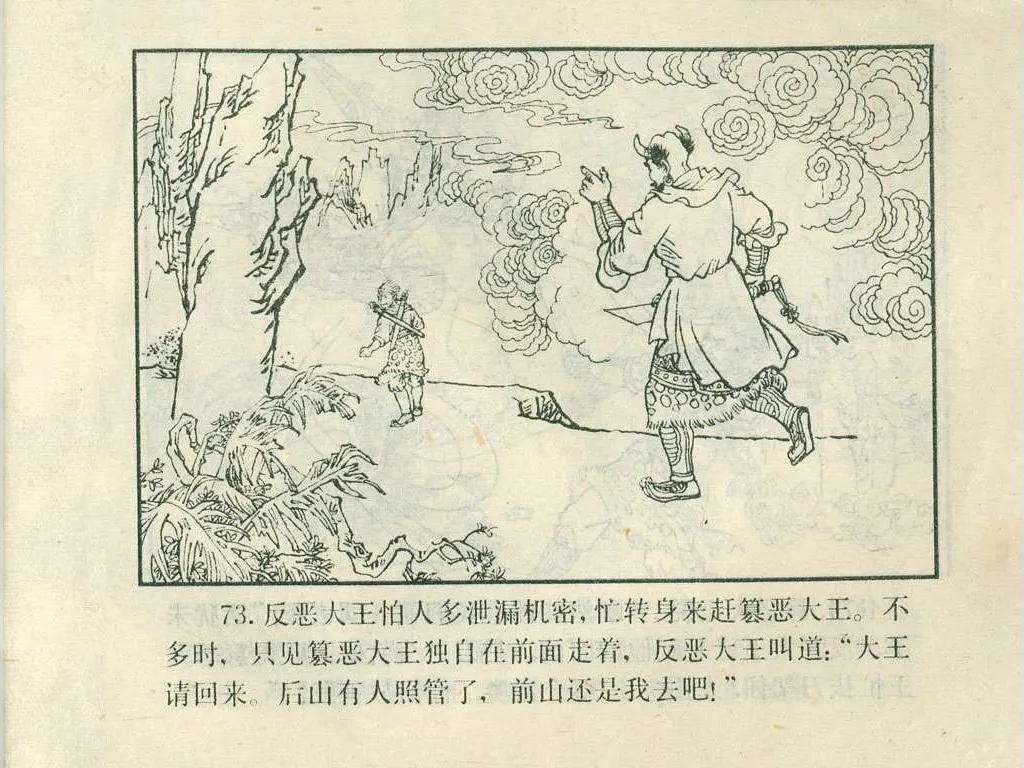 73. 反恶大王怕人多泄漏机密，忙转身来赶篡恶大王。不
多时，只见篡恶大王独自在前面走着，反恶大王叫道：“大王
请回来。后山有人照管了，前山还是我去吧！”